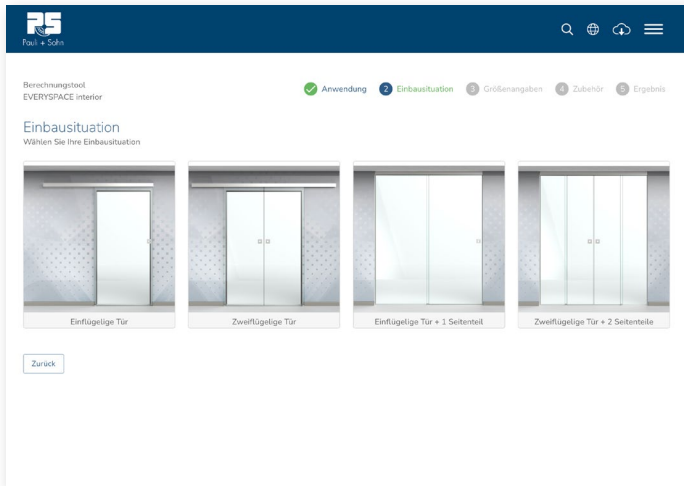 PS
Pauli + Sohn
Berechnungstool
EVERYSPACE interior
Anwendung 2 Einbausituation 3 Größenangaben 4 Zubehör 5 Ergebnis
Einbausituation
Wählen Sie Ihre Einbausituation
Einflügelige Tür
Zweiflügelige Tür
Einflügelige Tür + 1 Seitenteil
Zweiflügelige Tür + 2 Seitenteile
Zurück